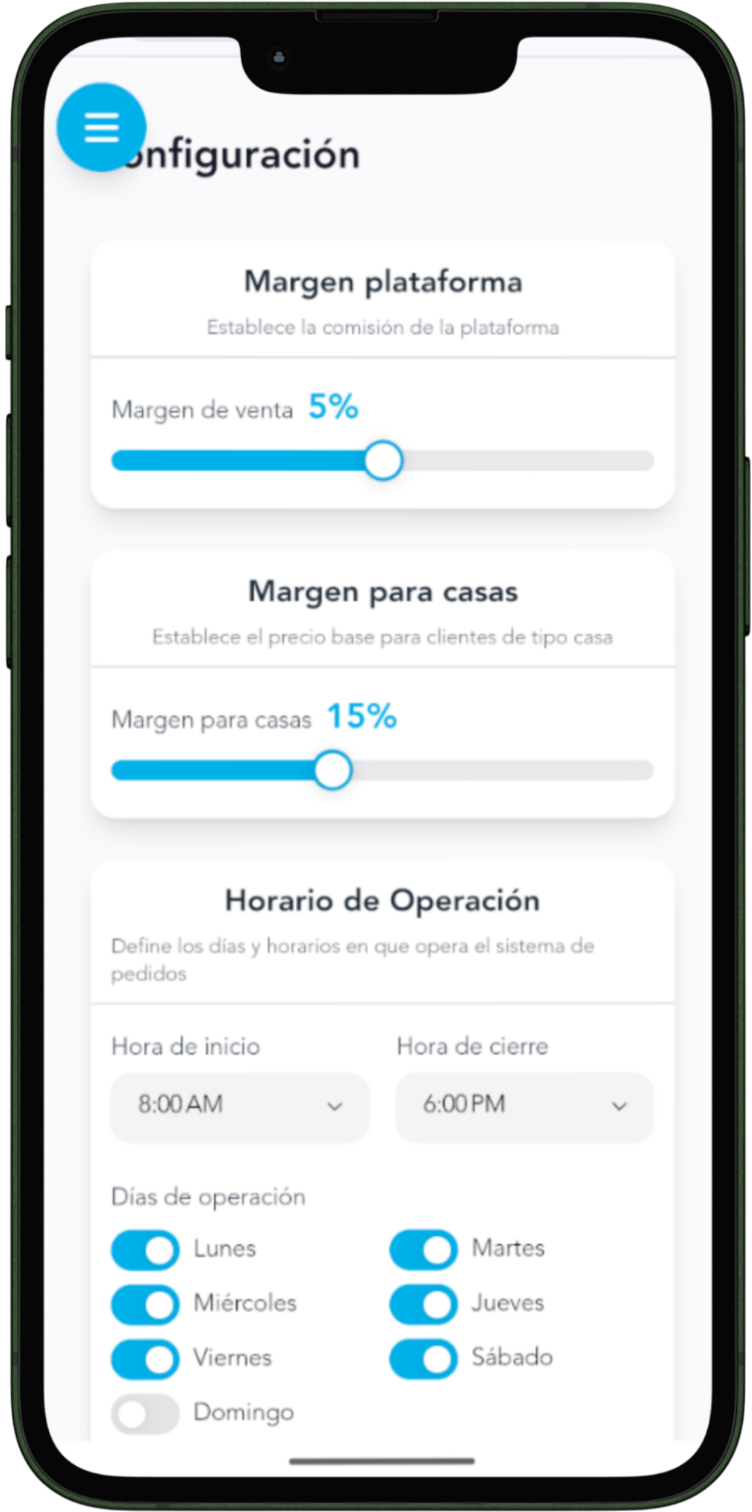 onfiguración
Margen plataforma
Establece la comisión de la plataforma
Margen de venta 5%
Margen para casas
Establece el precio base para clientes de tipo casa
Margen para casas 15%
Horario de Operación
Define los días y horarios en que opera el sistema de
pedidos
Hora de inicio Hora de cierre
8:00 AM 6:00 PM
Días de operación
Lunes Martes
Miércoles Jueves
Viernes Sábado
Domingo